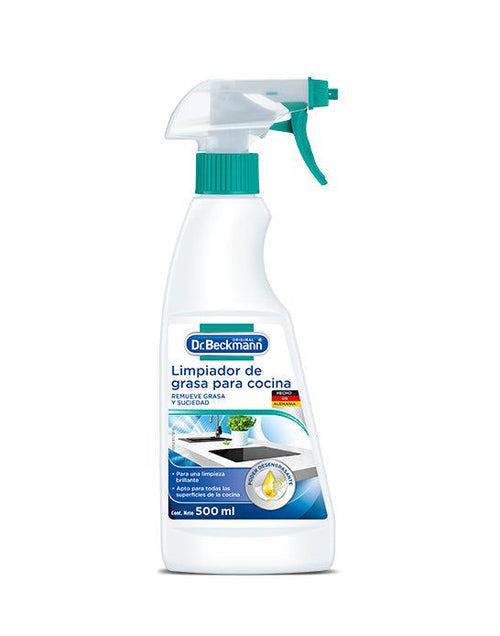 ORIGINAL
Dr.Beckmann
Limpiador de
grasa para cocina
REMUEVE GRASA
Y SUCIEDAD
HECHO
EN
ALEMANIA
• Para una limpieza
brillante
• Apto para todas las
superficies de la cocina
PODER DESENGRASANTE
Cont. Neto 500 ml